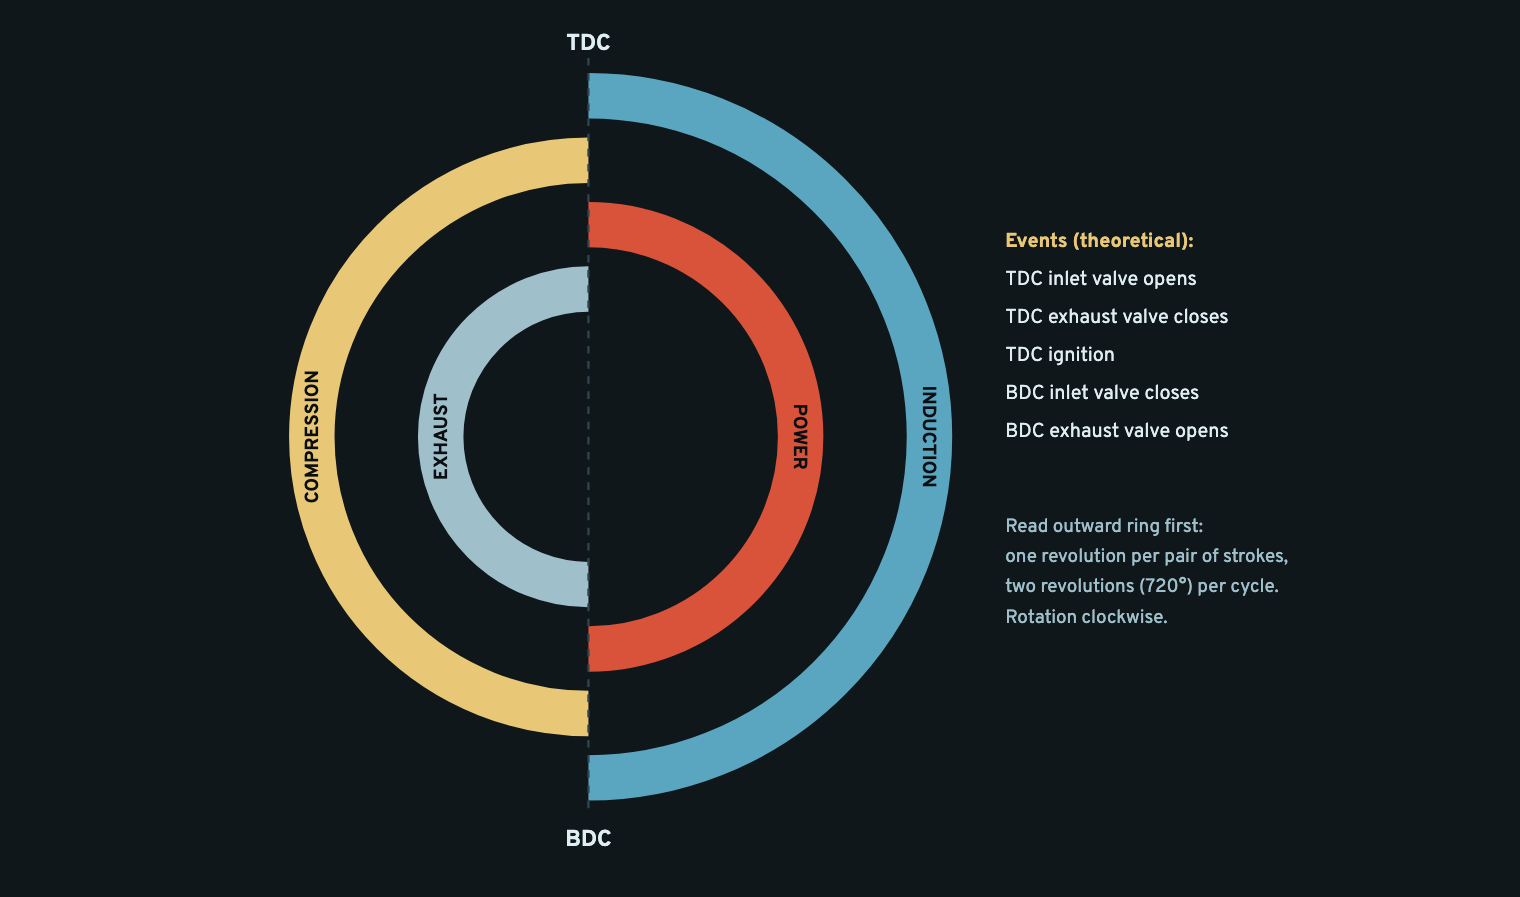 TDC
COMPRESSION
EXHAUST
POWER
INDUCTION
BDC
Events (theoretical):
TDC inlet valve opens
TDC exhaust valve closes
TDC ignition
BDC inlet valve closes
BDC exhaust valve opens
Read outward ring first:
one revolution per pair of strokes,
two revolutions (720°) per cycle.
Rotation clockwise.